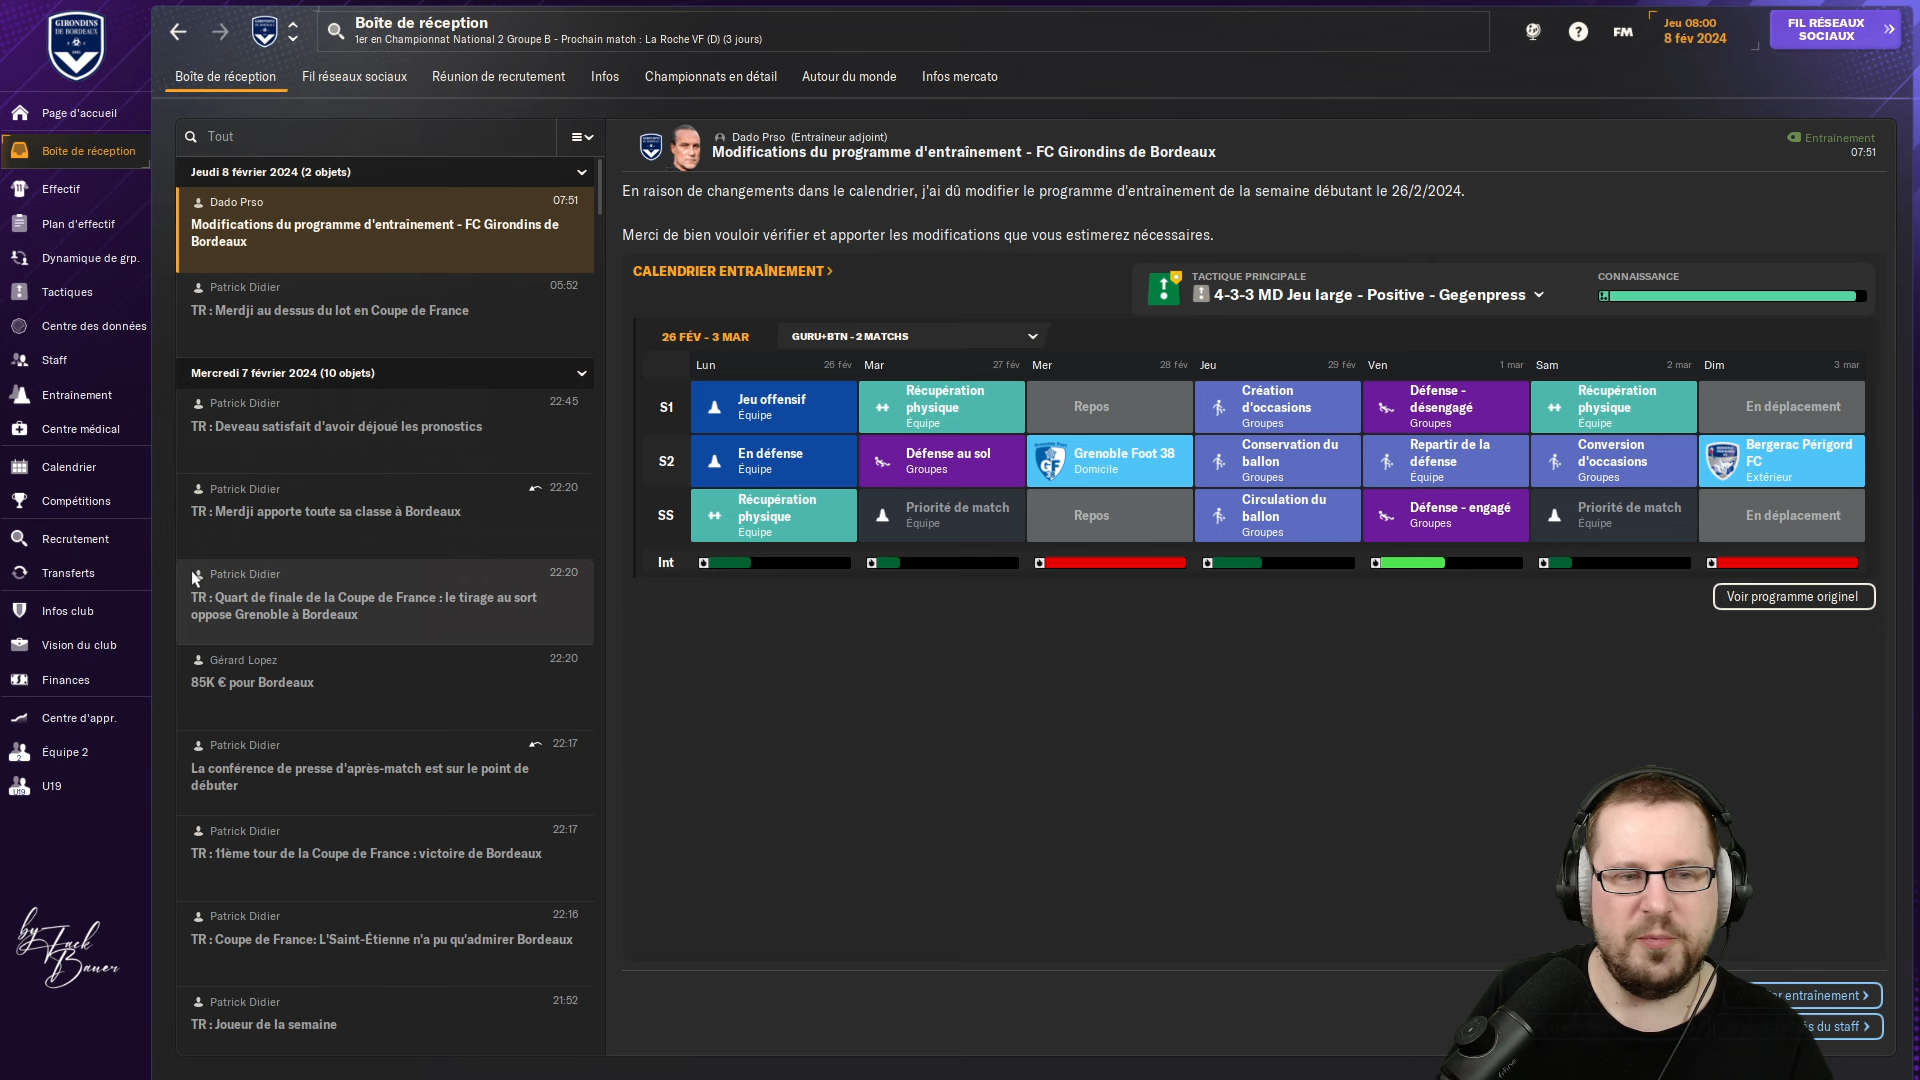 GIRONDINS
DE BORDEAUX
Boîte de réception
1er en Championnat National 2 Groupe B - Prochain match : La Roche VF (D) (3 jours)
FM
Jeu 08:00
8 fév 2024
FIL RÉSEAUX
SOCIAUX
Boîte de réception
Fil réseaux sociaux
Réunion de recrutement
Infos
Championnats en détail
Autour du monde
Infos mercato
Page d'accueil
Boîte de réception
Effectif
Plan d'effectif
Dynamique de grp.
Tactiques
Centre des données
Staff
Entraînement
Centre médical
Calendrier
Compétitions
Recrutement
Transferts
Infos club
Vision du club
Finances
Centre d'appr.
Équipe 2
U19
by Jack
Bauer
Tout
Jeudi 8 février 2024 (2 objets)
Dado Prso 07:51
Modifications du programme d'entraînement - FC Girondins de
Bordeaux
Patrick Didier 05:52
TR : Merdji au dessus du lot en Coupe de France
Mercredi 7 février 2024 (10 objets)
Patrick Didier 22:45
TR : Deveau satisfait d'avoir déjoué les pronostics
Patrick Didier 22:20
TR : Merdji apporte toute sa classe à Bordeaux
Patrick Didier 22:20
TR : Quart de finale de la Coupe de France : le tirage au sort
oppose Grenoble à Bordeaux
Gérard Lopez 22:20
85K € pour Bordeaux
Patrick Didier 22:17
La conférence de presse d'après-match est sur le point de
débuter
Patrick Didier 22:17
TR : 11ème tour de la Coupe de France : victoire de Bordeaux
Patrick Didier 22:16
TR : Coupe de France: L'Saint-Étienne n'a pu qu'admirer Bordeaux
Patrick Didier 21:52
TR : Joueur de la semaine
Dado Prso (Entraîneur adjoint)
Modifications du programme d'entraînement - FC Girondins de Bordeaux
Entraînement
07:51
En raison de changements dans le calendrier, j'ai dû modifier le programme d'entraînement de la semaine débutant le 26/2/2024.
Merci de bien vouloir vérifier et apporter les modifications que vous estimerez nécessaires.
CALENDRIER ENTRAÎNEMENT >
TACTIQUE PRINCIPALE
4-3-3 MD Jeu large - Positive - Gegenpress
CONNAISSANCE
26 FÉV - 3 MAR
GURU+BTN - 2 MATCHS
Lun 26 fév Mar 27 fév Mer 28 fév Jeu 29 fév Ven 1 mar Sam 2 mar Dim 3 mar
S1
Jeu offensif
Équipe
Récupération
physique
Équipe
Repos
Création
d'occasions
Groupes
Défense -
désengagé
Groupes
Récupération
physique
Équipe
En déplacement
S2
En défense
Équipe
Défense au sol
Groupes
Grenoble Foot 38
Domicile
Conservation du
ballon
Groupes
Repartir de la
défense
Équipe
Conversion
d'occasions
Groupes
Bergerac Périgord
FC
Extérieur
SS
Récupération
physique
Équipe
Priorité de match
Équipe
Repos
Circulation du
ballon
Groupes
Défense - engagé
Groupes
Priorité de match
Équipe
En déplacement
Int
Voir programme originel
entraînement >
du staff >